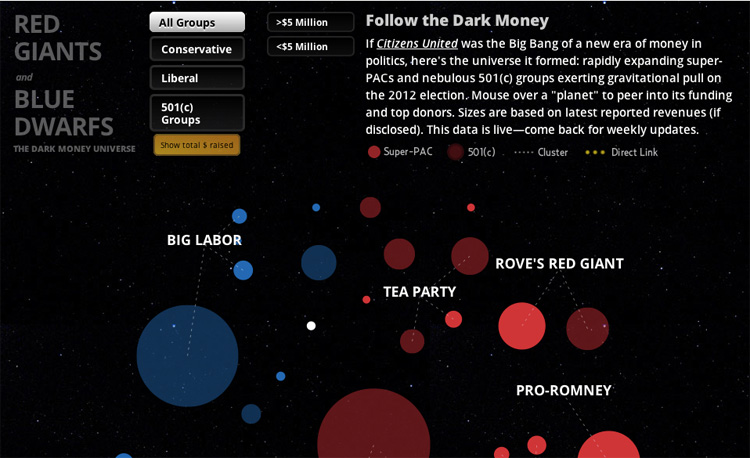 RED
GIANTS
and
BLUE
DWARFS
THE DARK MONEY UNIVERSE
All Groups
Conservative
Liberal
501(c)
Groups
Show total $ raised
>$5 Million
<$5 Million
Follow the Dark Money
If Citizens United was the Big Bang of a new era of money in
politics, here's the universe it formed: rapidly expanding super-
PACs and nebulous 501(c) groups exerting gravitational pull on
the 2012 election. Mouse over a "planet" to peer into its funding
and top donors. Sizes are based on latest reported revenues (if
disclosed). This data is live—come back for weekly updates.
Super-PAC 501(c) Cluster Direct Link
BIG LABOR
ROVE'S RED GIANT
TEA PARTY
PRO-ROMNEY